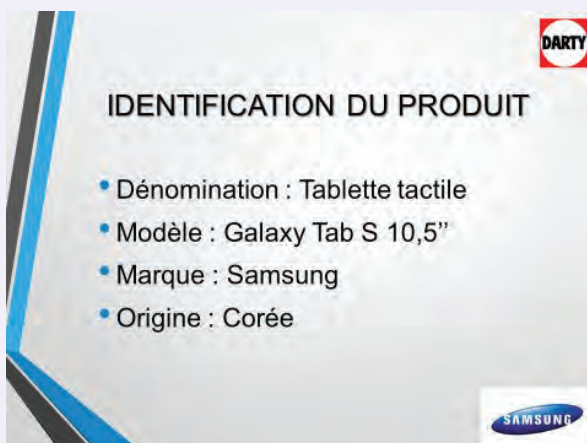 DARTY
IDENTIFICATION DU PRODUIT
• Dénomination : Tablette tactile
• Modèle : Galaxy Tab S 10,5’’
• Marque : Samsung
• Origine : Corée
SAMSUNG